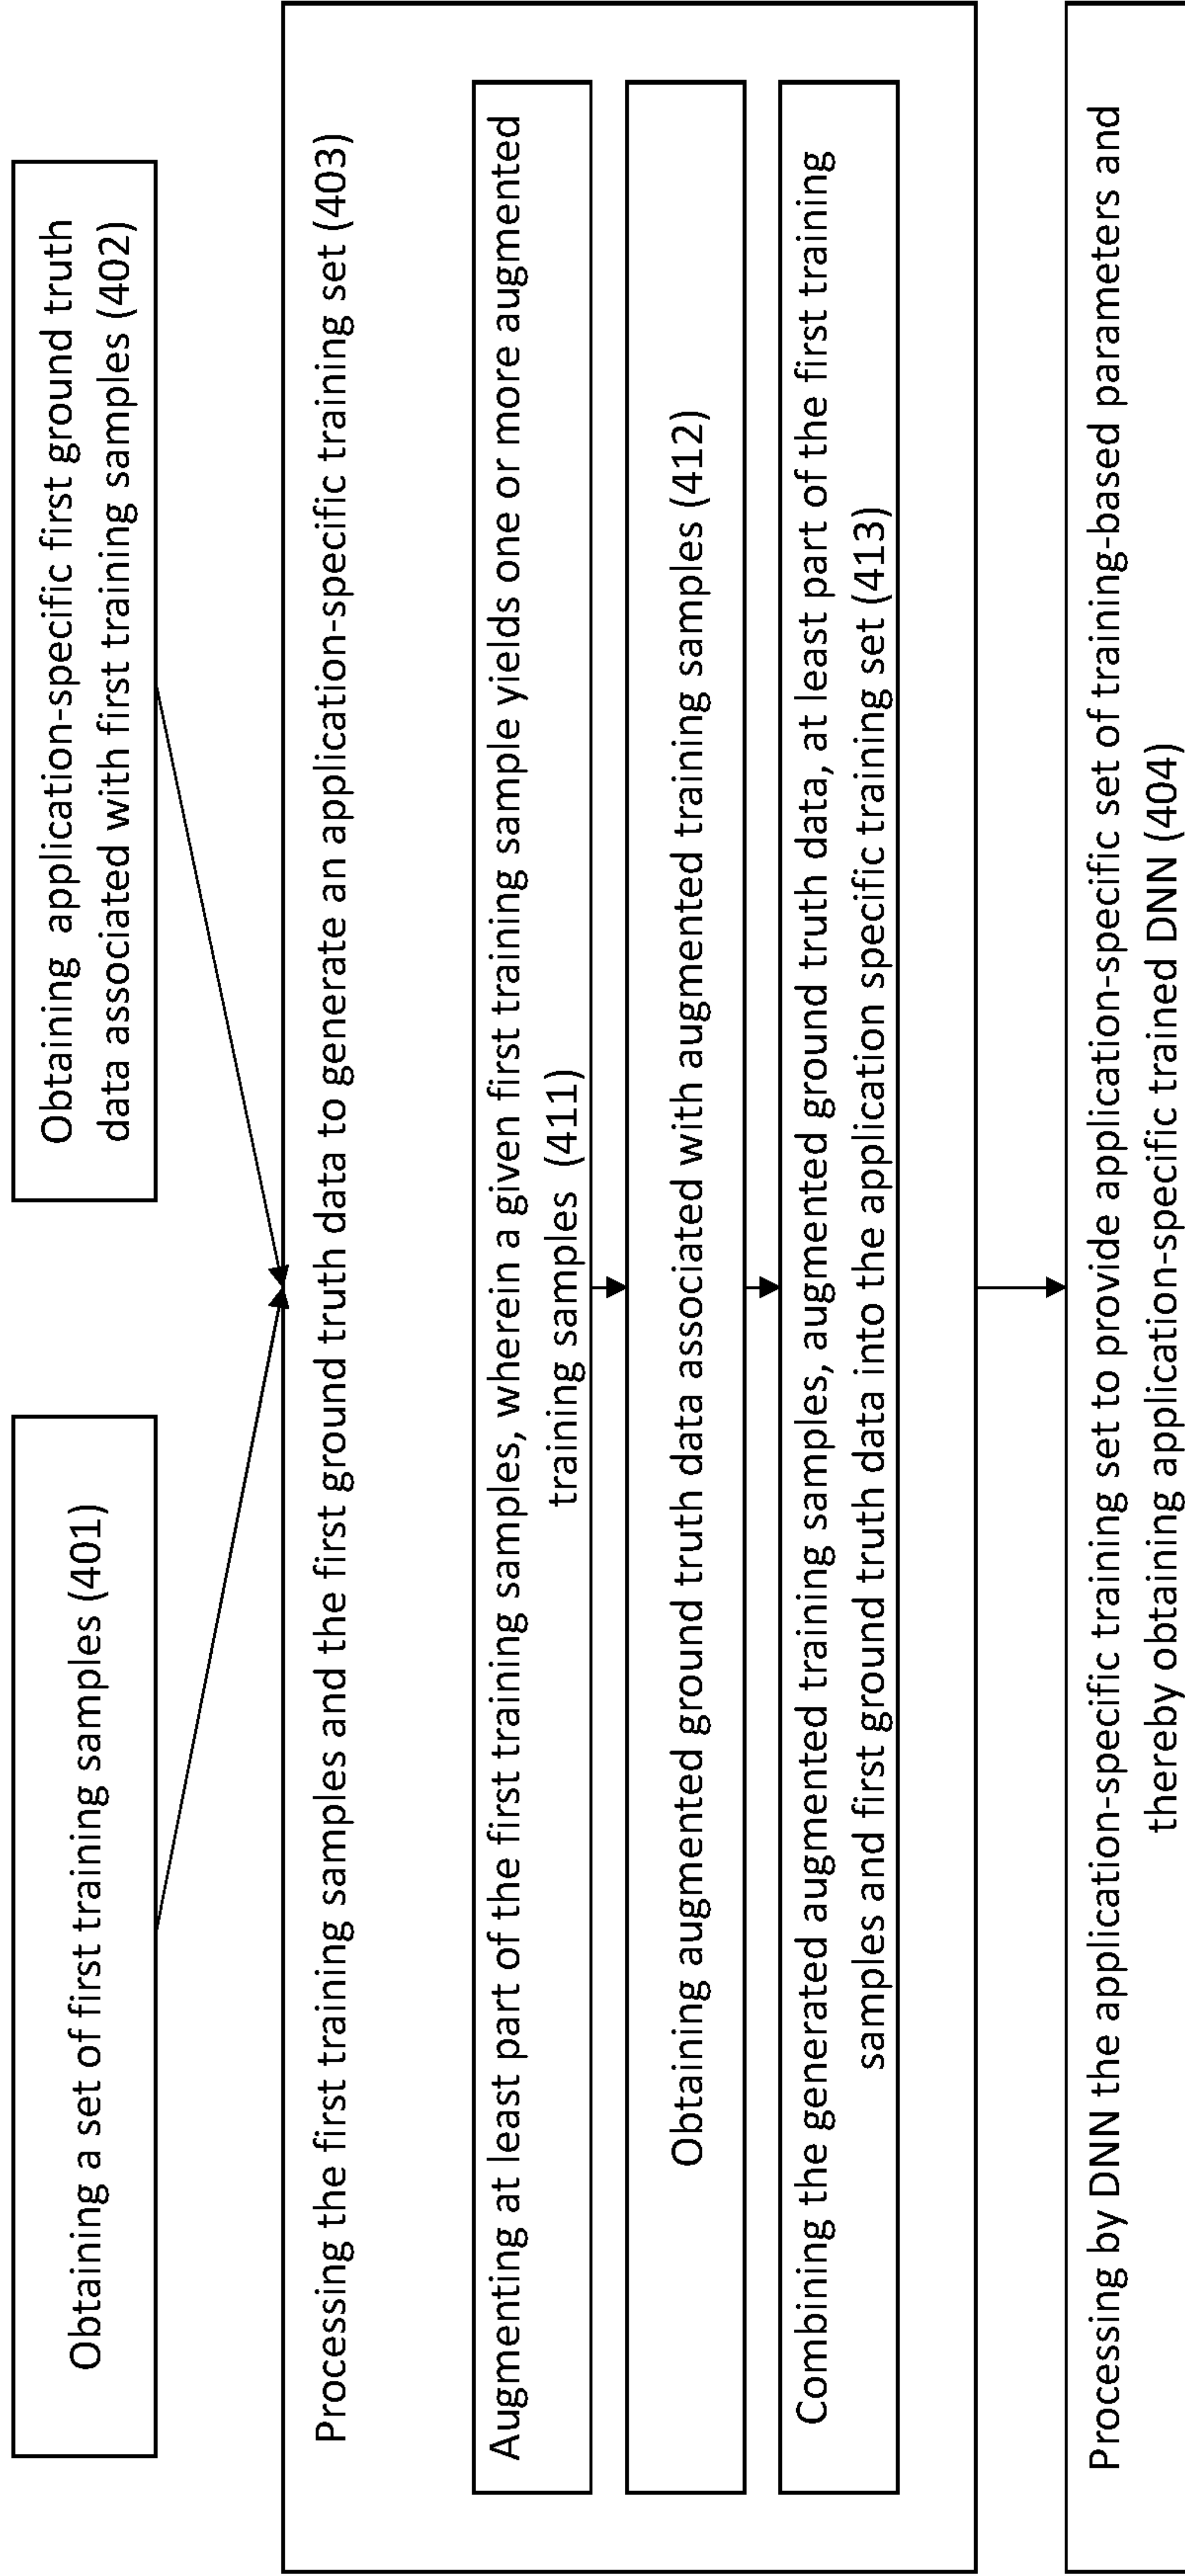 Obtaining a set of first training samples (401)
Obtaining application-specific first ground truth
data associated with first training samples (402)
Processing the first training samples and the first ground truth data to generate an application-specific training set (403)
Augmenting at least part of the first training samples, wherein a given first training sample yields one or more augmented
training samples (411)
Obtaining augmented ground truth data associated with augmented training samples (412)
Combining the generated augmented training samples, augmented ground truth data, at least part of the first training
samples and first ground truth data into the application specific training set (413)
Processing by DNN the application-specific training set to provide application-specific set of training-based parameters and
thereby obtaining application-specific trained DNN (404)